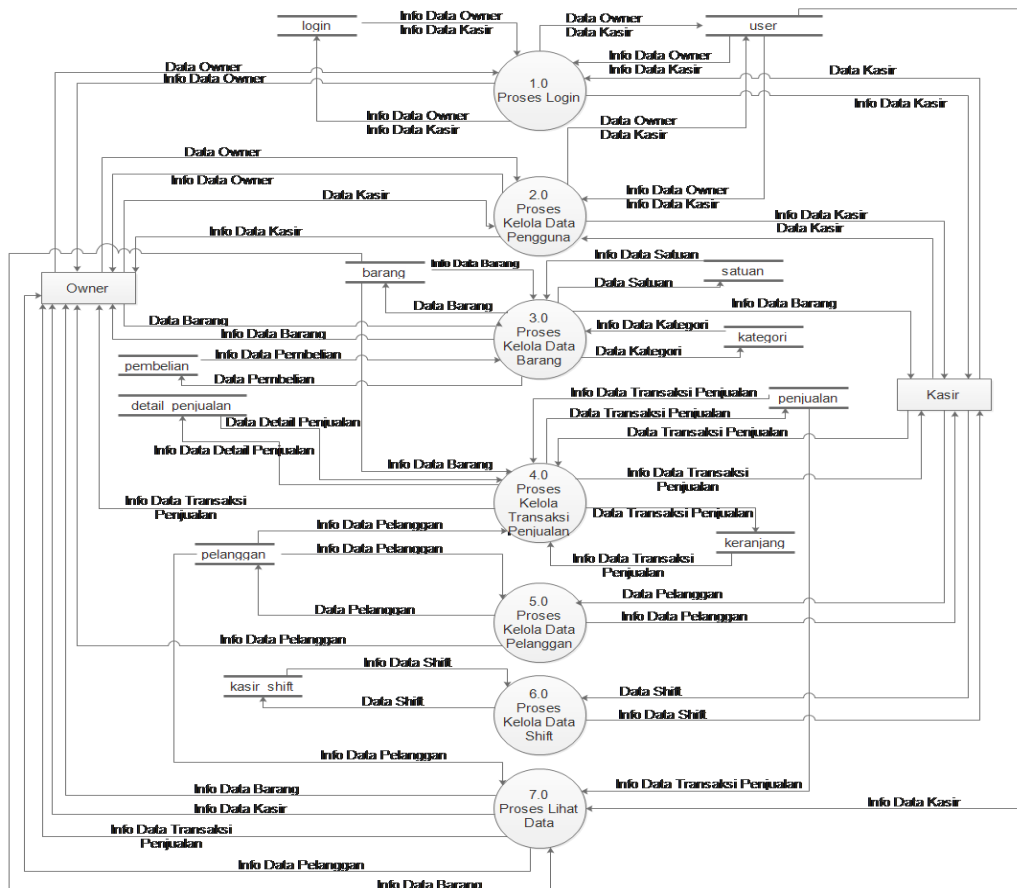 login
Info Data Owner
Info Data Kasir
Data Owner
Data Kasir
user
Data Owner
Info Data Owner
1.0
Proses Login
Info Data Owner
Info Data Kasir
Data Kasir
Info Data Kasir
Info Data Owner
Info Data Kasir
Data Owner
Data Kasir
Data Owner
Info Data Owner
Data Kasir
Info Data Kasir
2.0
Proses
Kelola Data
Pengguna
Info Data Owner
Info Data Kasir
Info Data Kasir
Data Kasir
Owner
barang
Info Data Barang
Data Barang
Info Data Satuan
satuan
Data Satuan
Info Data Barang
Data Barang
Info Data Barang
3.0
Proses
Kelola Data
Barang
Info Data Kategori
kategori
Data Kategori
pembelian
Info Data Pembelian
Data Pembelian
Kasir
detail penjualan
Data Detail Penjualan
Info Data Detail Penjualan
Info Data Transaksi Penjualan
penjualan
Data Transaksi Penjualan
Data Transaksi Penjualan
Info Data Barang
4.0
Proses
Kelola
Transaksi
Penjualan
Info Data Transaksi
Penjualan
Info Data Transaksi
Penjualan
Data Transaksi Penjualan
keranjang
Info Data Transaksi
Penjualan
Info Data Pelanggan
pelanggan
Info Data Pelanggan
Data Pelanggan
Info Data Pelanggan
5.0
Proses
Kelola Data
Pelanggan
Data Pelanggan
Info Data Pelanggan
Info Data Shift
kasir shift
Data Shift
6.0
Proses
Kelola Data
Shift
Data Shift
Info Data Shift
Info Data Pelanggan
Info Data Barang
Info Data Kasir
Info Data Transaksi
Penjualan
7.0
Proses Lihat
Data
Info Data Transaksi Penjualan
Info Data Kasir
Info Data Pelanggan
Info Data Barang